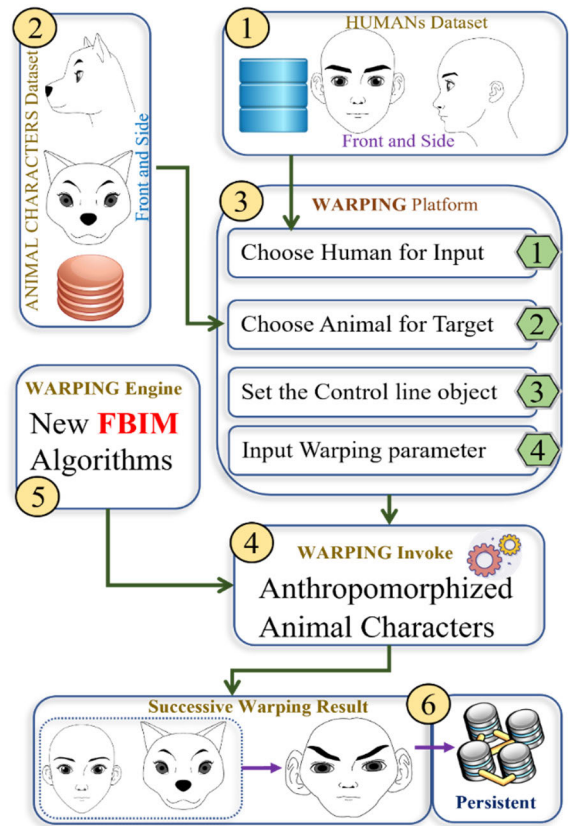 1
HUMANs Dataset
Front and Side
2
ANIMAL CHARACTERS Dataset
Front and Side
3
WARPING Platform
Choose Human for Input
1
Choose Animal for Target
2
Set the Control line object
3
Input Warping parameter
4
WARPING Engine
New FBIM
Algorithms
5
4
WARPING Invoke
Anthropomorphized
Animal Characters
Successive Warping Result
6
Persistent